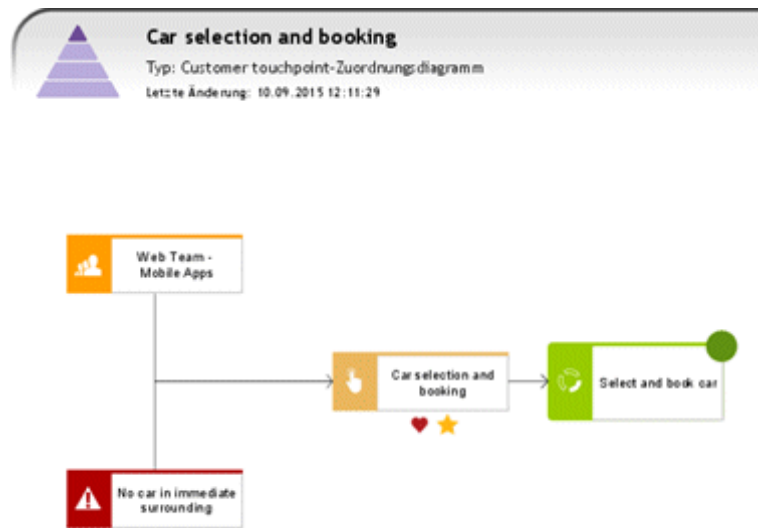 Car selection and booking
Typ: Customer touchpoint-Zuordnungsdiagramm
Letzte Änderung: 10.09.2015 12:11:29
Web Team -
Mobile Apps
Car selection and
booking
Select and book car
No car in immediate
surrounding